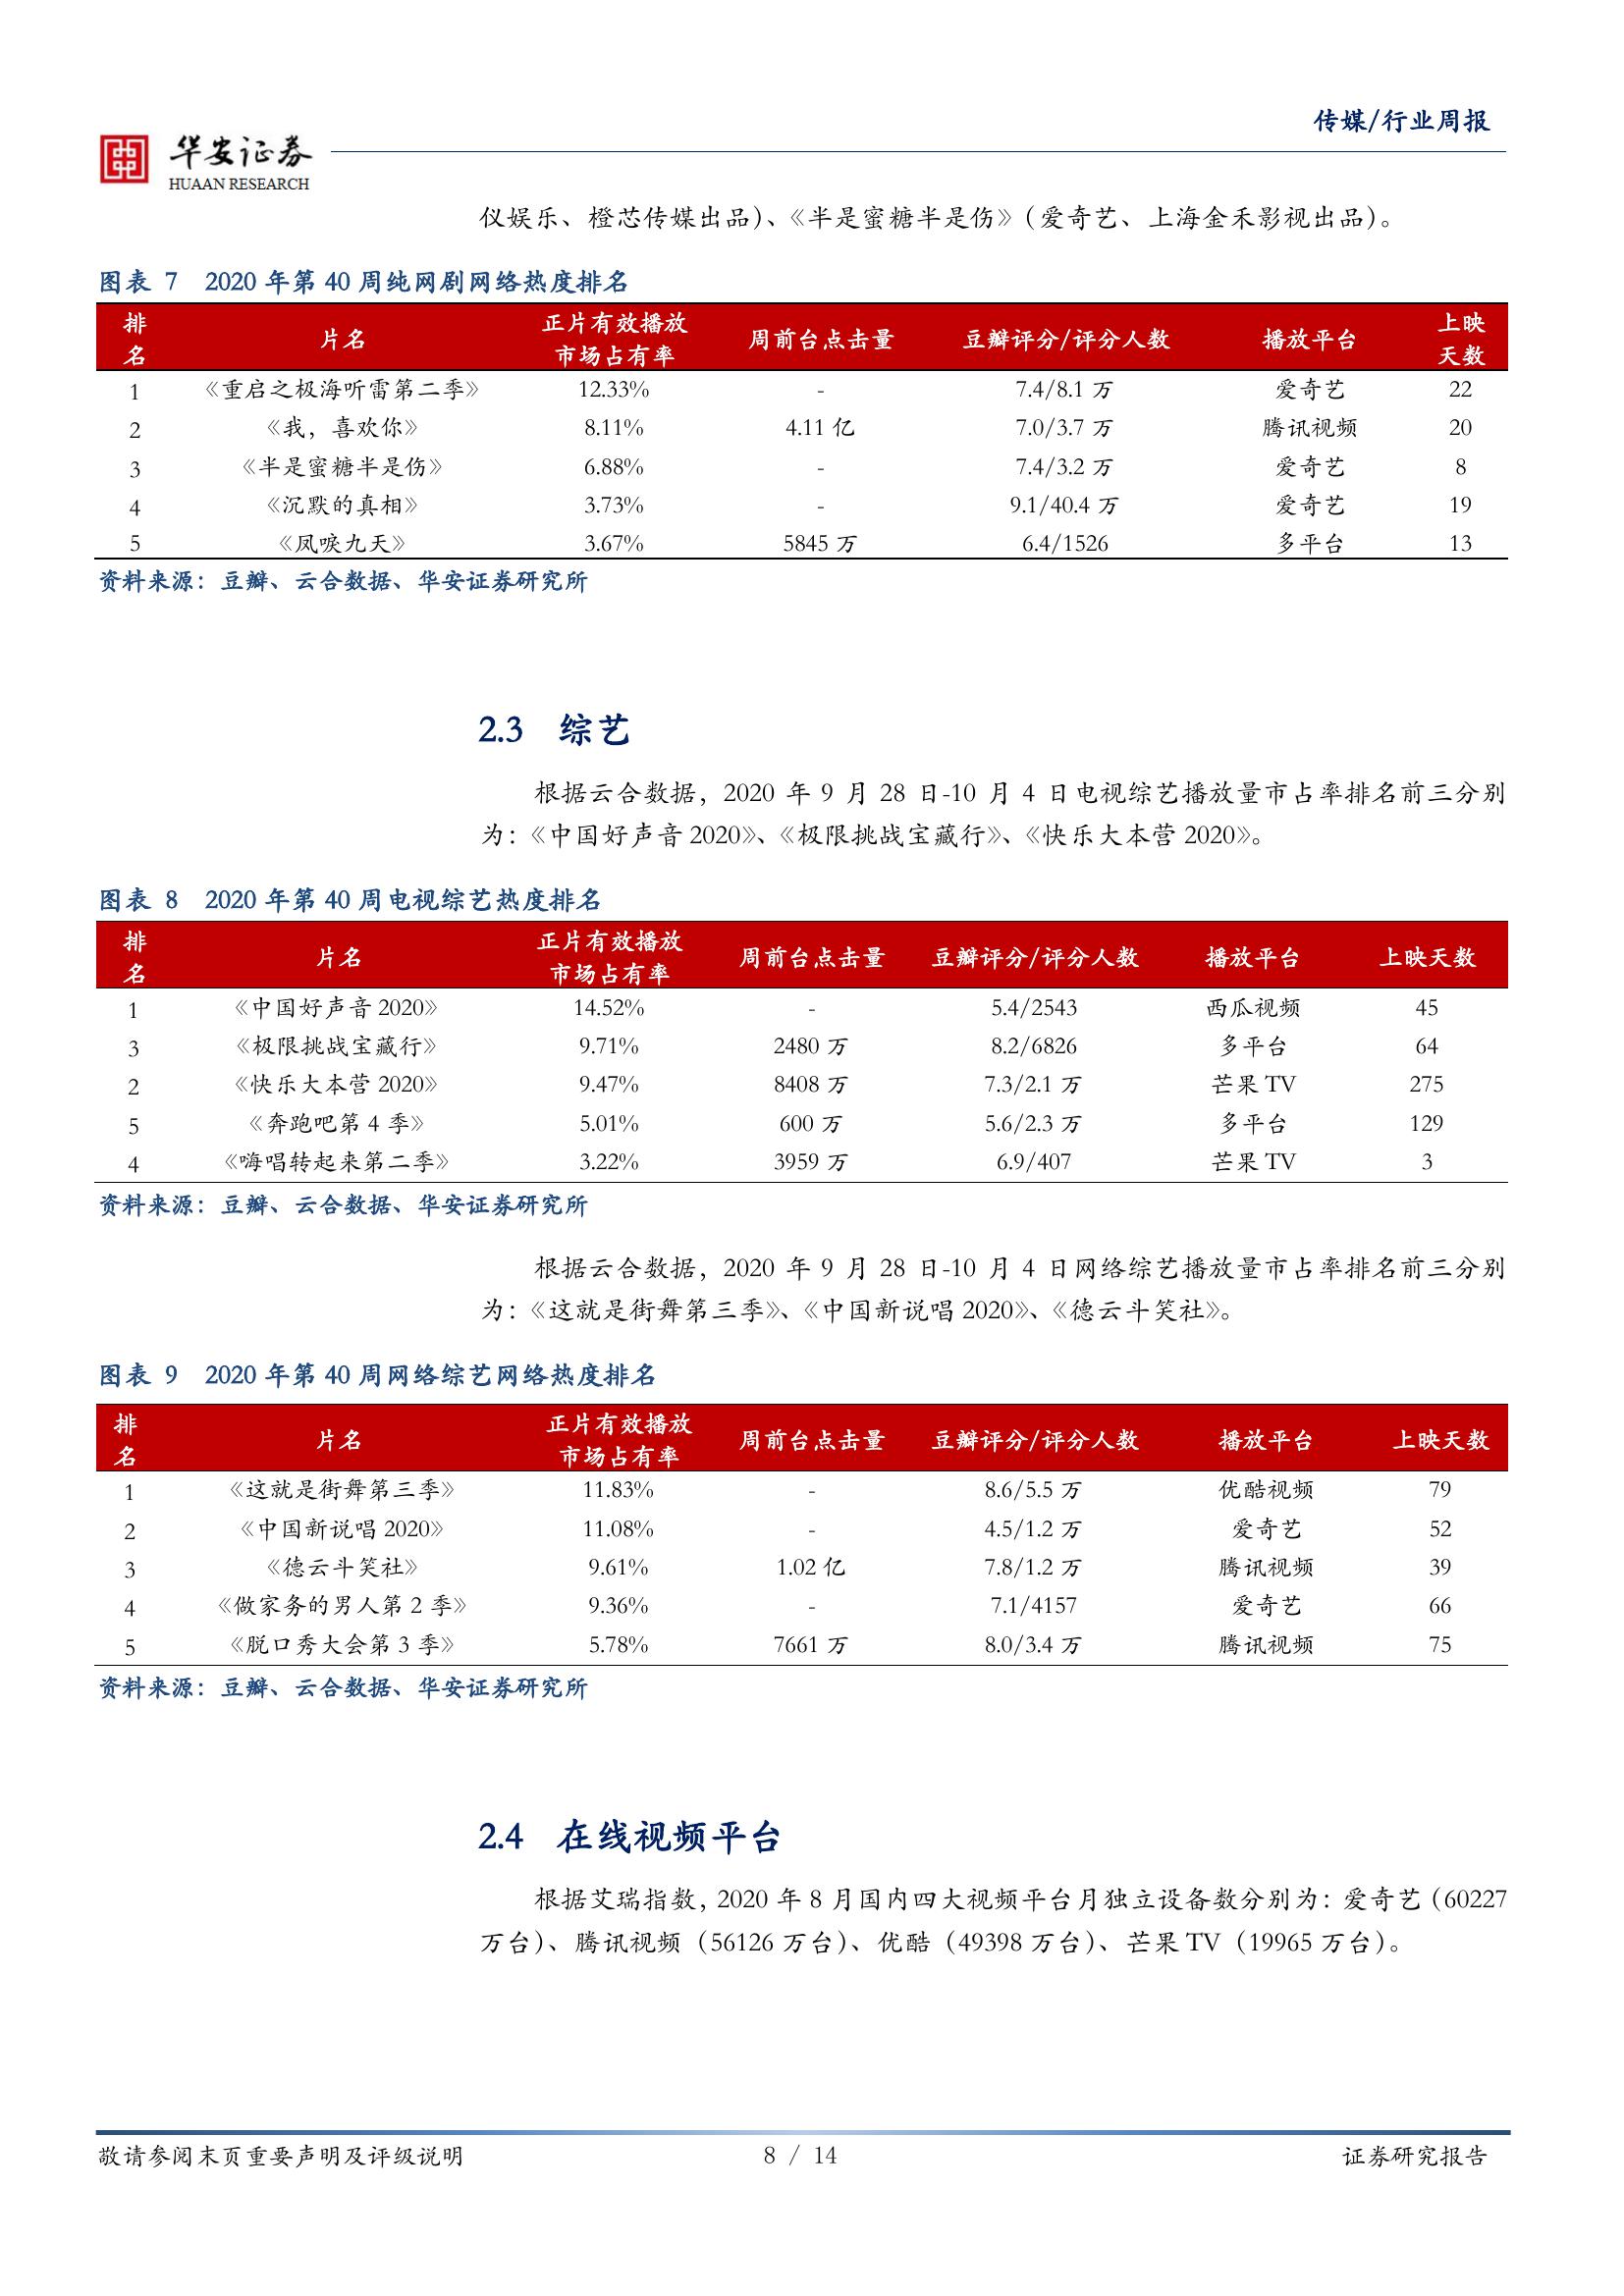 传媒/行业周报
华安证券
HUAAN RESEARCH
仪娱乐、橙芯传媒出品）、《半是蜜糖半是伤》（爱奇艺、上海金禾影视出品）。
图表 7 2020 年第 40 周纯网剧网络热度排名
排名 片名 正片有效播放市场占有率 周前台点击量 豆瓣评分/评分人数 播放平台 上映天数
1 《重启之极海听雷第二季》 12.33% - 7.4/8.1 万 爱奇艺 22
2 《我，喜欢你》 8.11% 4.11 亿 7.0/3.7 万 腾讯视频 20
3 《半是蜜糖半是伤》 6.88% - 7.4/3.2 万 爱奇艺 8
4 《沉默的真相》 3.73% - 9.1/40.4 万 爱奇艺 19
5 《凤唳九天》 3.67% 5845 万 6.4/1526 多平台 13
资料来源：豆瓣、云合数据、华安证券研究所
2.3 综艺
根据云合数据，2020 年 9 月 28 日-10 月 4 日电视综艺播放量市占率排名前三分别
为：《中国好声音 2020》、《极限挑战宝藏行》、《快乐大本营 2020》。
图表 8 2020 年第 40 周电视综艺热度排名
排名 片名 正片有效播放市场占有率 周前台点击量 豆瓣评分/评分人数 播放平台 上映天数
1 《中国好声音 2020》 14.52% - 5.4/2543 西瓜视频 45
3 《极限挑战宝藏行》 9.71% 2480 万 8.2/6826 多平台 64
2 《快乐大本营 2020》 9.47% 8408 万 7.3/2.1 万 芒果 TV 275
5 《奔跑吧第 4 季》 5.01% 600 万 5.6/2.3 万 多平台 129
4 《嗨唱转起来第二季》 3.22% 3959 万 6.9/407 芒果 TV 3
资料来源：豆瓣、云合数据、华安证券研究所
根据云合数据，2020 年 9 月 28 日-10 月 4 日网络综艺播放量市占率排名前三分别
为：《这就是街舞第三季》、《中国新说唱 2020》、《德云斗笑社》。
图表 9 2020 年第 40 周网络综艺网络热度排名
排名 片名 正片有效播放市场占有率 周前台点击量 豆瓣评分/评分人数 播放平台 上映天数
1 《这就是街舞第三季》 11.83% - 8.6/5.5 万 优酷视频 79
2 《中国新说唱 2020》 11.08% - 4.5/1.2 万 爱奇艺 52
3 《德云斗笑社》 9.61% 1.02 亿 7.8/1.2 万 腾讯视频 39
4 《做家务的男人第 2 季》 9.36% - 7.1/4157 爱奇艺 66
5 《脱口秀大会第 3 季》 5.78% 7661 万 8.0/3.4 万 腾讯视频 75
资料来源：豆瓣、云合数据、华安证券研究所
2.4 在线视频平台
根据艾瑞指数，2020 年 8 月国内四大视频平台月独立设备数分别为：爱奇艺（60227
万台）、腾讯视频（56126 万台）、优酷（49398 万台）、芒果 TV（19965 万台）。
敬请参阅末页重要声明及评级说明 8 / 14 证券研究报告